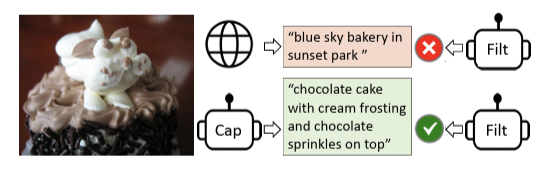 “blue sky bakery in
sunset park ”
Filt
Cap
“chocolate cake
with cream frosting
and chocolate
sprinkles on top”
Filt